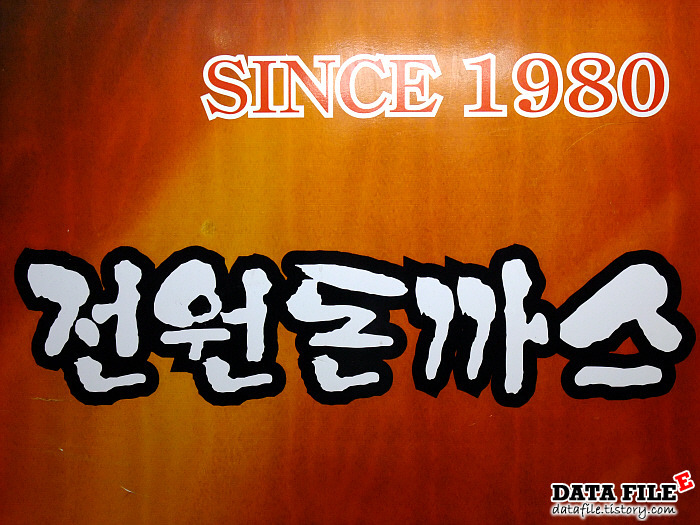 SINCE 1980
전원돈까스
DATA FILE E
datafile.tistory.com